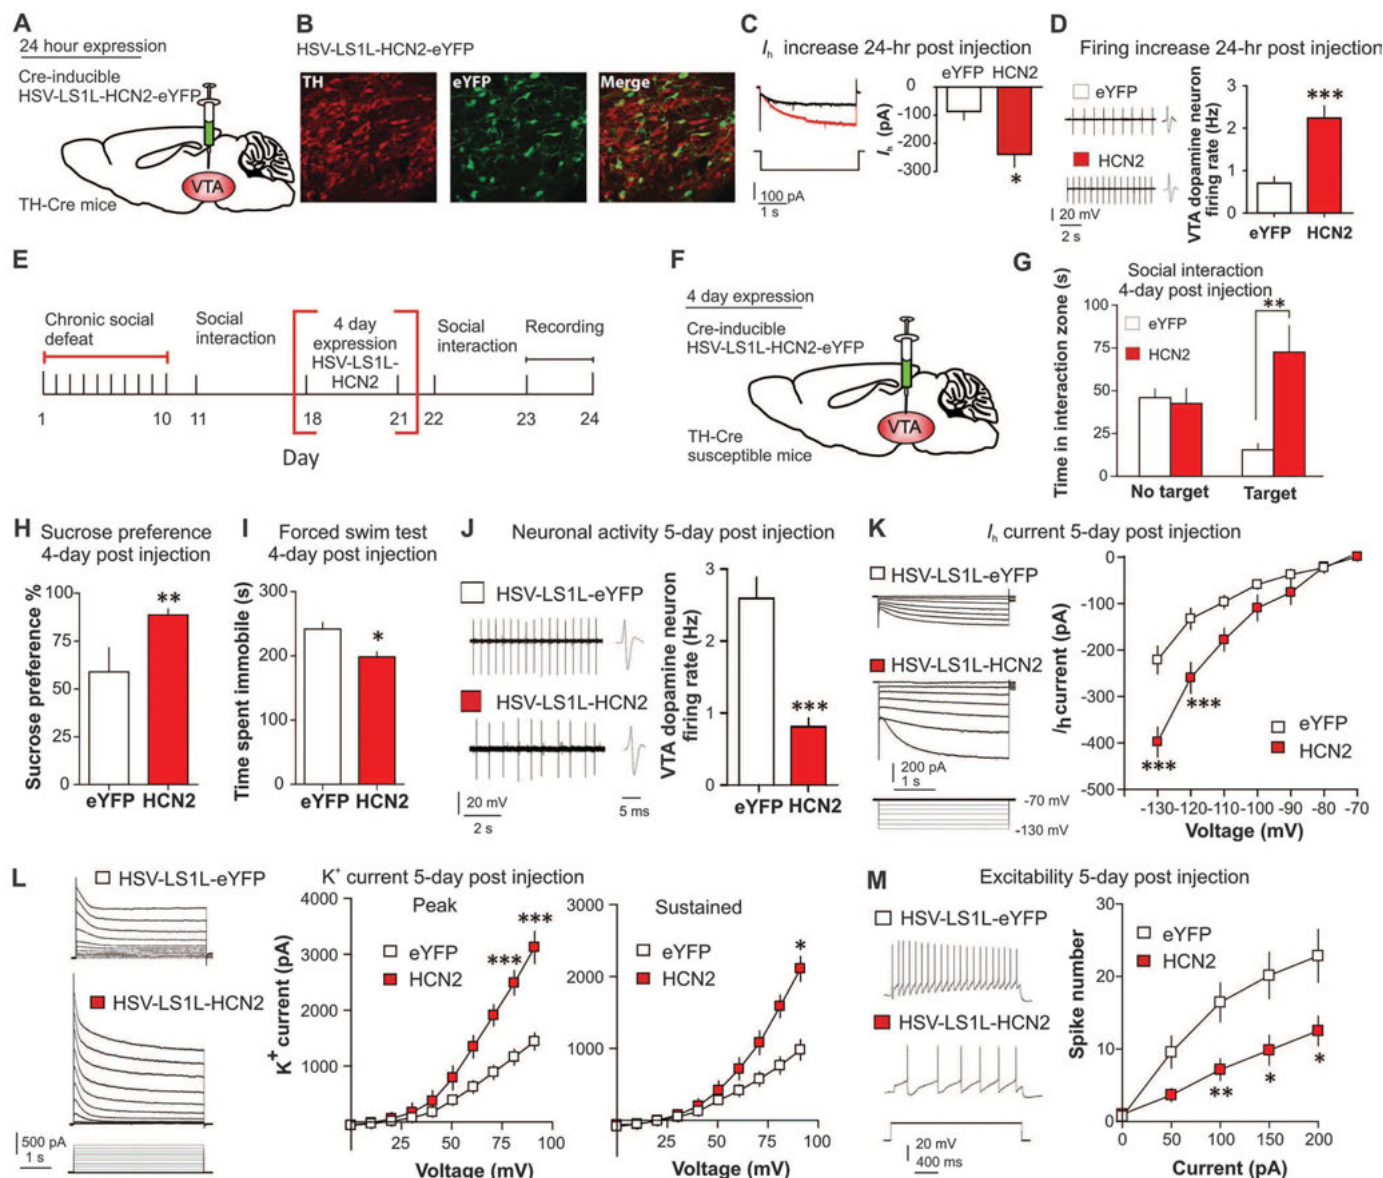 A
24 hour expression
Cre-inducible
HSV-LS1L-HCN2-eYFP
VTA
TH-Cre mice
B
HSV-LS1L-HCN2-eYFP
TH
eYFP
Merge
C
Ih increase 24-hr post injection
eYFP HCN2
0
-100
-200
-300
Ih (pA)
*
100 pA
1 s
D
Firing increase 24-hr post injection
eYFP
HCN2
20 mV
2 s
VTA dopamine neuron
firing rate (Hz)
3
2
1
0
***
eYFP HCN2
E
Chronic social
defeat
Social
interaction
4 day
expression
HSV-LS1L-
HCN2
Social
interaction
Recording
1 10 11 18 21 22 23 24
Day
F
4 day expression
Cre-inducible
HSV-LS1L-HCN2-eYFP
VTA
TH-Cre
susceptible mice
G
Social interaction
4-day post injection
Time in interaction zone (s)
100
75
50
25
0
eYFP
HCN2
**
No target Target
H
Sucrose preference
4-day post injection
Sucrose preference %
100
75
50
25
0
**
eYFP HCN2
I
Forced swim test
4-day post injection
Time spent immobile (s)
300
200
100
0
*
eYFP HCN2
J
Neuronal activity 5-day post injection
HSV-LS1L-eYFP
HSV-LS1L-HCN2
20 mV
2 s
5 ms
VTA dopamine neuron
firing rate (Hz)
3
2
1
0
***
eYFP HCN2
K
Ih current 5-day post injection
HSV-LS1L-eYFP
HSV-LS1L-HCN2
200 pA
1 s
-70 mV
-130 mV
Ih current (pA)
0
-100
-200
-300
-400
-500
***
***
eYFP
HCN2
-130 -120 -110 -100 -90 -80 -70
Voltage (mV)
L
HSV-LS1L-eYFP
HSV-LS1L-HCN2
500 pA
1 s
K+ current 5-day post injection
Peak
K+ current (pA)
4000
3000
2000
1000
eYFP
HCN2
***
***
25 50 75 100
Voltage (mV)
Sustained
3000
2000
1000
0
eYFP
HCN2
*
25 50 75 100
Voltage (mV)
M
Excitability 5-day post injection
HSV-LS1L-eYFP
HSV-LS1L-HCN2
20 mV
400 ms
Spike number
30
20
10
0
eYFP
HCN2
**
*
*
0 50 100 150 200
Current (pA)